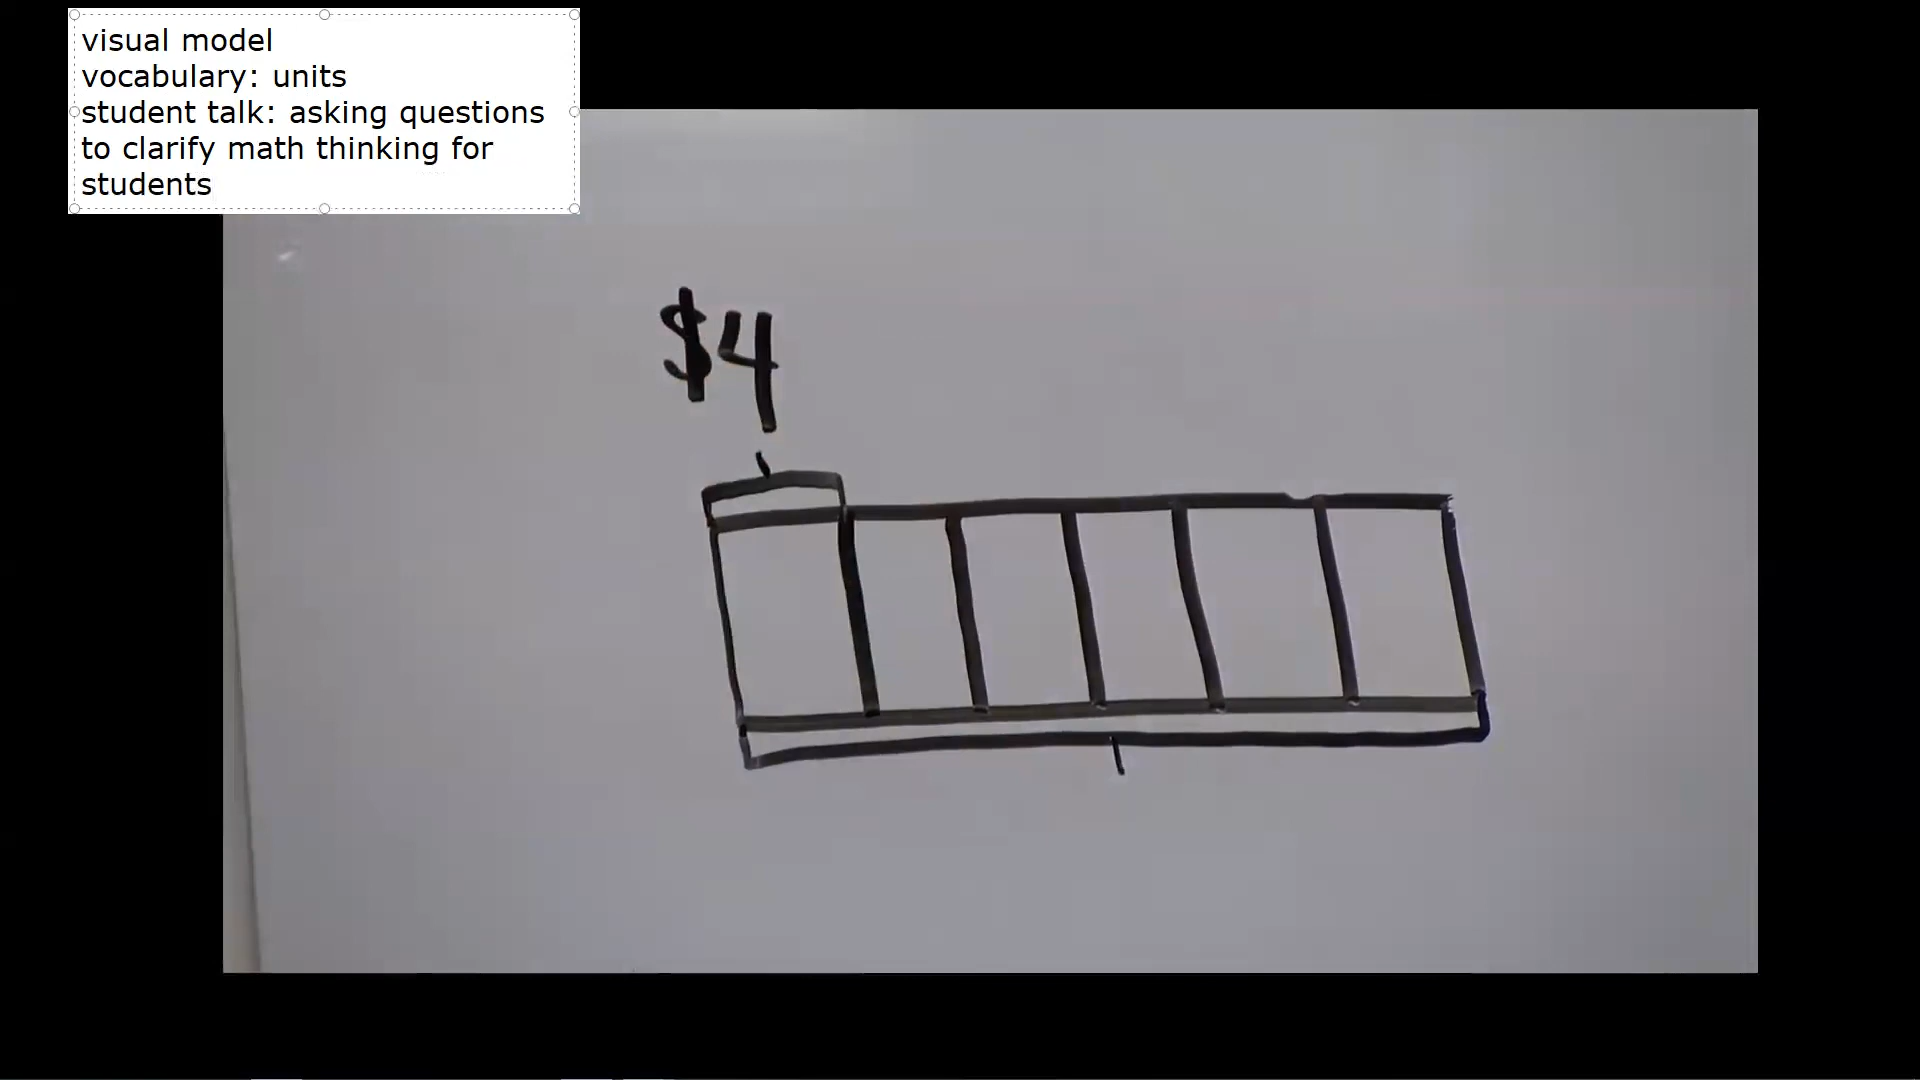 visual model
vocabulary: units
student talk: asking questions
to clarify math thinking for
students
$4